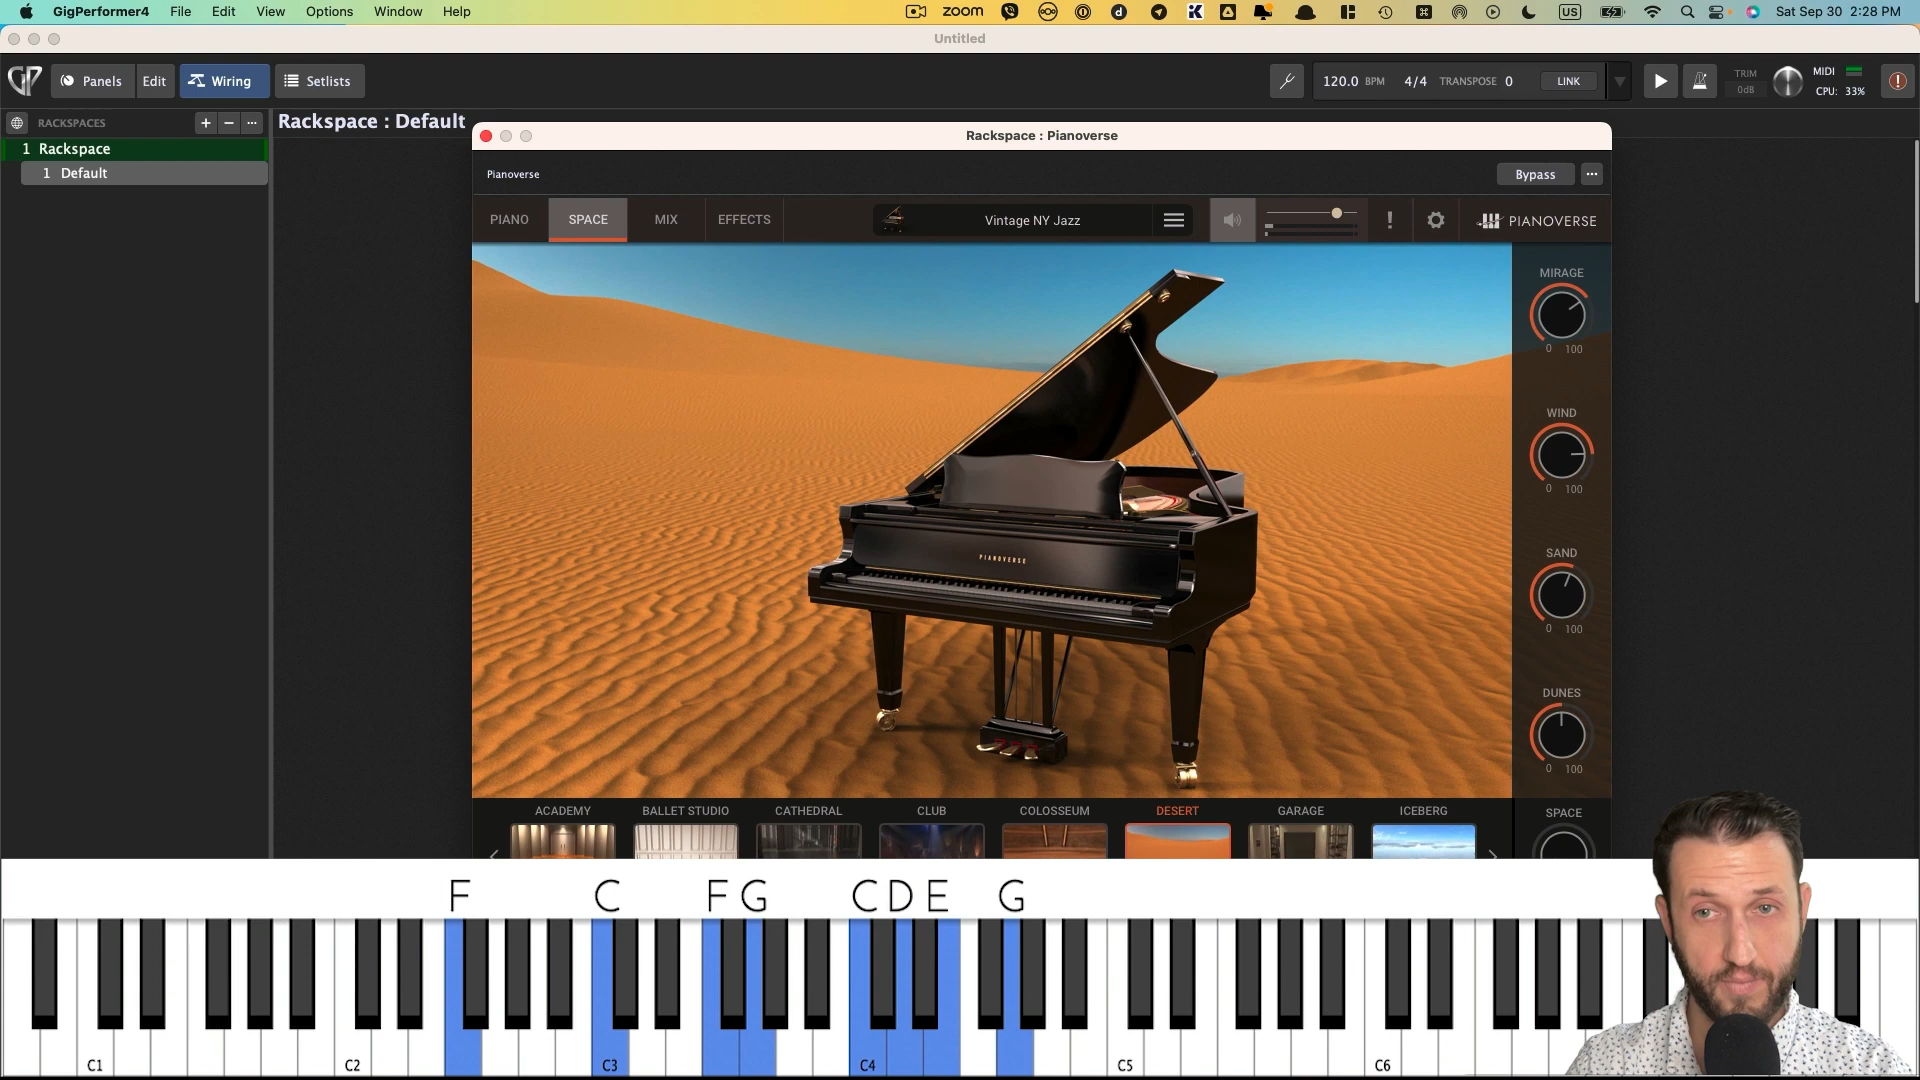 GigPerformer4 File Edit View Options Window Help zoom US Sat Sep 30 2:28 PM
Untitled
Panels Edit Wiring Setlists 120.0 BPM 4/4 TRANSPOSE 0 LINK TRIM 0dB MIDI CPU: 33%
RACKSPACES + − ... Rackspace : Default
1 Rackspace
1 Default
Rackspace : Pianoverse
Pianoverse Bypass ...
PIANO SPACE MIX EFFECTS Vintage NY Jazz ! PIANOVERSE
MIRAGE
0 100
WIND
0 100
SAND
0 100
PIANOVERSE
DUNES
0 100
ACADEMY BALLET STUDIO CATHEDRAL CLUB COLOSSEUM DESERT GARAGE ICEBERG SPACE
F C F G C D E G
C1 C2 C3 C4 C5 C6